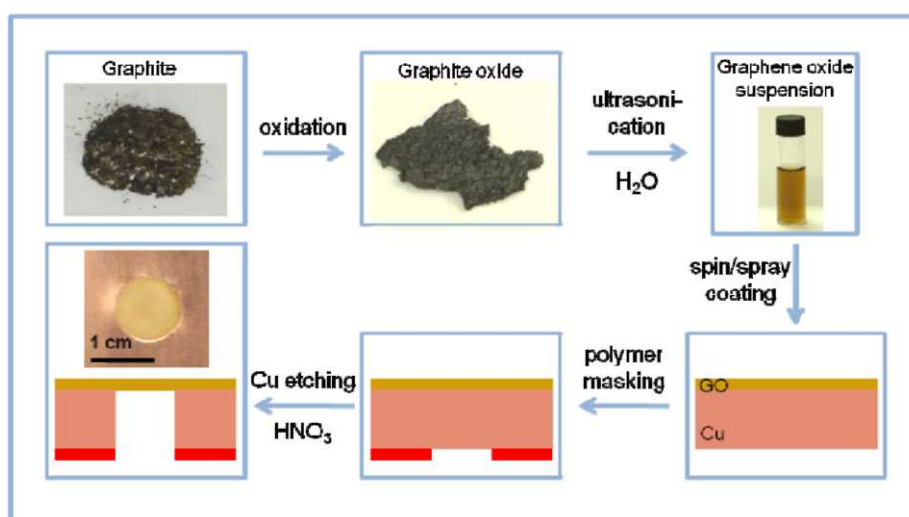 Graphite
oxidation
Graphite oxide
ultrasoni-
cation
H₂O
Graphene oxide
suspension
spin/spray
coating
GO
Cu
polymer
masking
Cu etching
HNO₃
1 cm